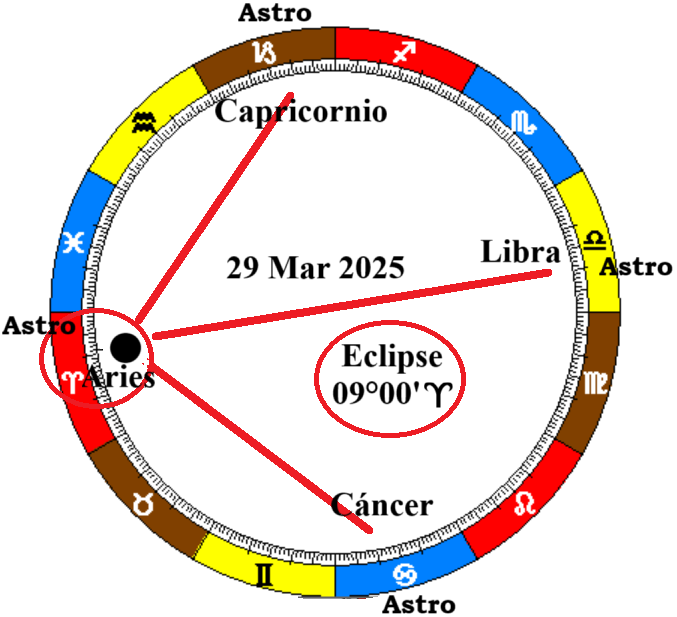 Astro
♑ ♐
Capricornio
♒ ♏
♓ ♎
Libra
Astro
29 Mar 2025
Astro
Aries
♈ ♍
Eclipse
09°00'♈
♉ ♌
Cáncer
♊ ♋
Astro